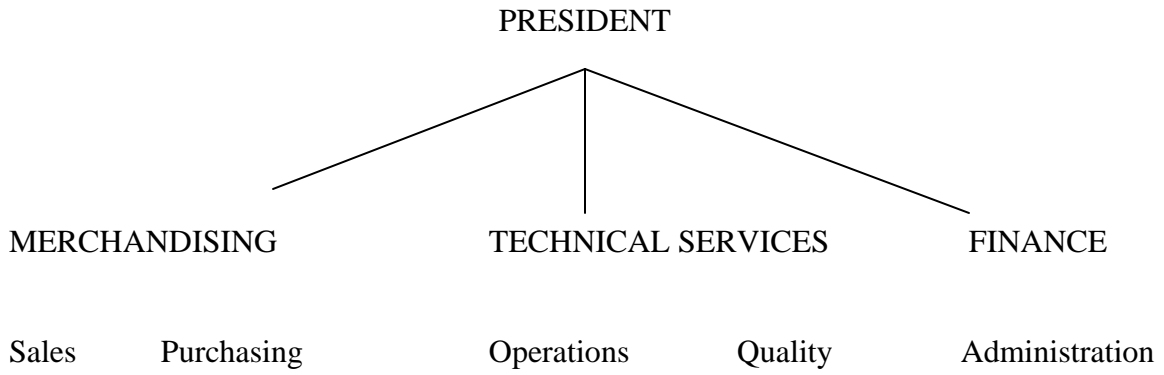 PRESIDENT
MERCHANDISING TECHNICAL SERVICES FINANCE
Sales Purchasing Operations Quality Administration